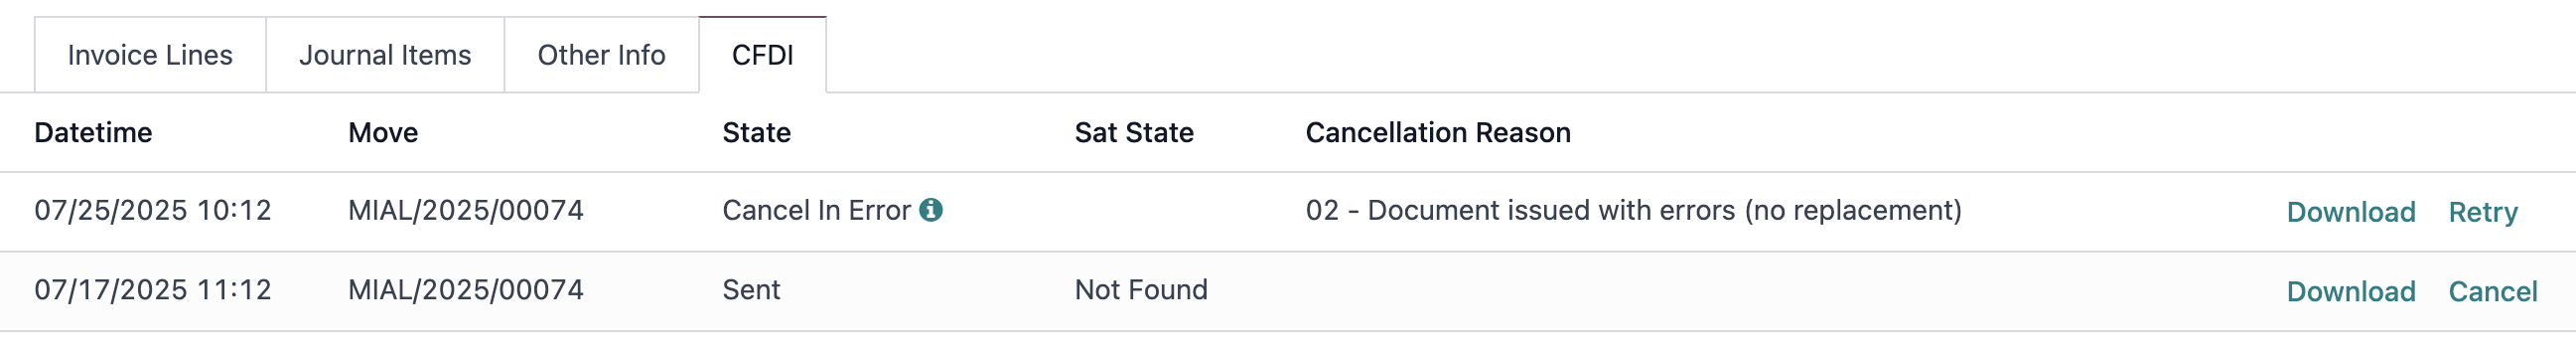 Invoice Lines Journal Items Other Info CFDI
Datetime Move State Sat State Cancellation Reason
07/25/2025 10:12 MIAL/2025/00074 Cancel In Error 02 - Document issued with errors (no replacement) Download Retry
07/17/2025 11:12 MIAL/2025/00074 Sent Not Found Download Cancel